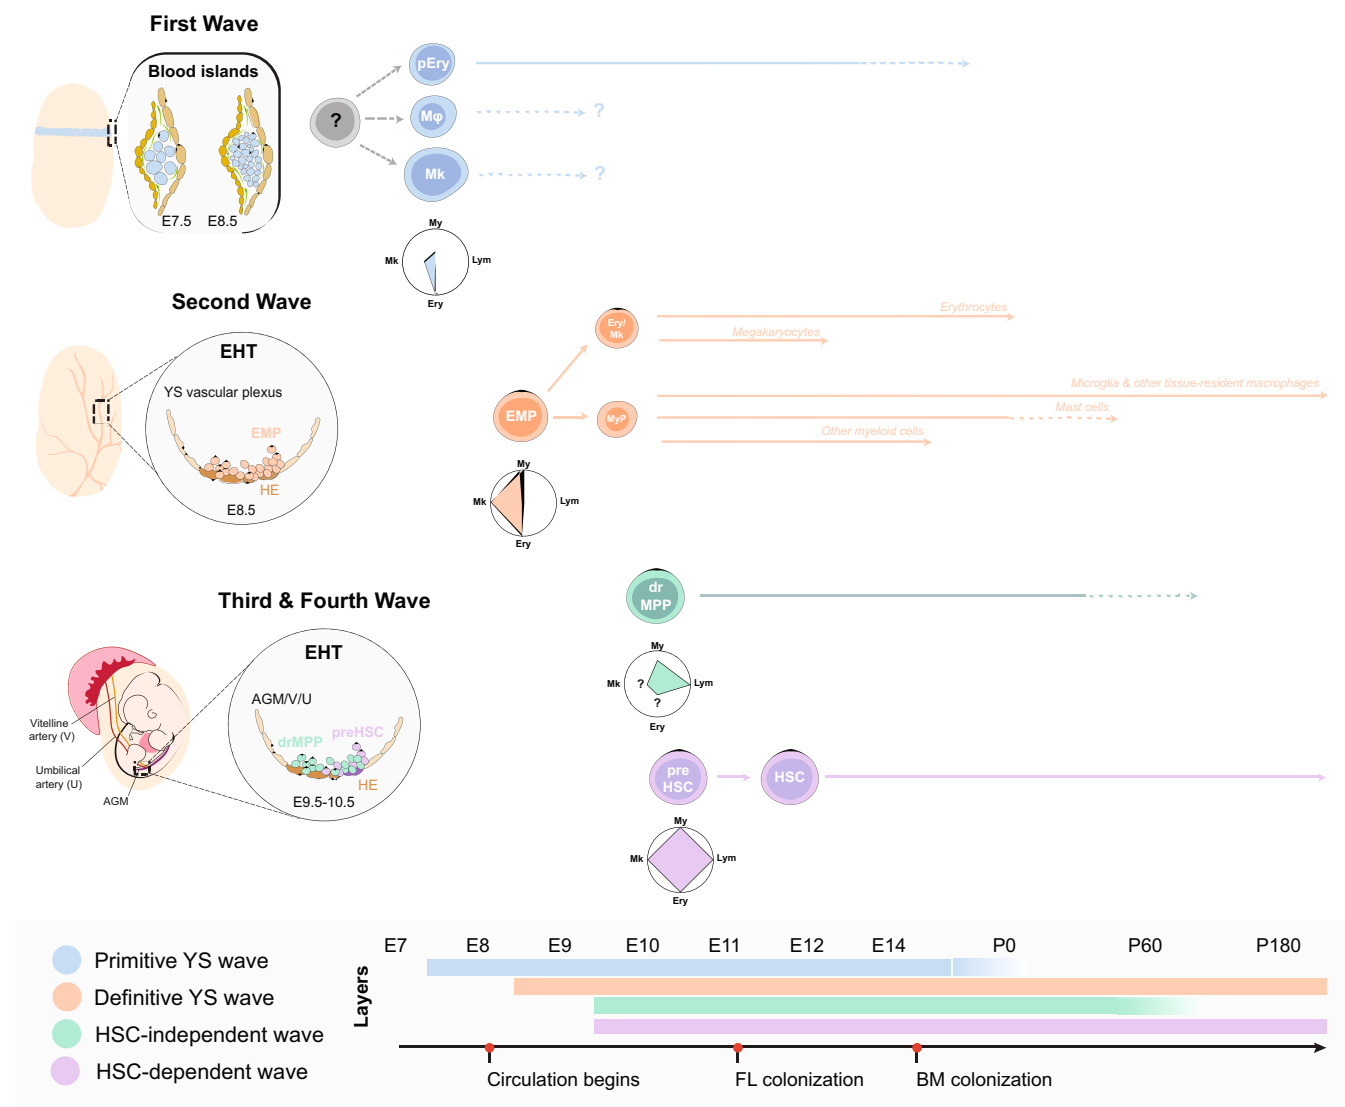 First Wave
Blood islands
E7.5
E8.5
?
pEry
Mφ
?
Mk
?
My
Mk
Lym
Ery
Second Wave
EHT
YS vascular plexus
EMP
HE
E8.5
Ery/
Mk
Erythrocytes
Megakaryocytes
EMP
MyP
Microglia & other tissue-resident macrophages
Mast cells
Other myeloid cells
My
Mk
Lym
Ery
Third & Fourth Wave
EHT
AGM/V/U
drMPP
preHSC
HE
E9.5-10.5
Vitelline
artery (V)
Umbilical
artery (U)
AGM
dr
MPP
My
Mk
?
Lym
?
Ery
pre
HSC
HSC
My
Mk
Lym
Ery
Primitive YS wave
Definitive YS wave
HSC-independent wave
HSC-dependent wave
Layers
E7
E8
E9
E10
E11
E12
E14
P0
P60
P180
Circulation begins
FL colonization
BM colonization